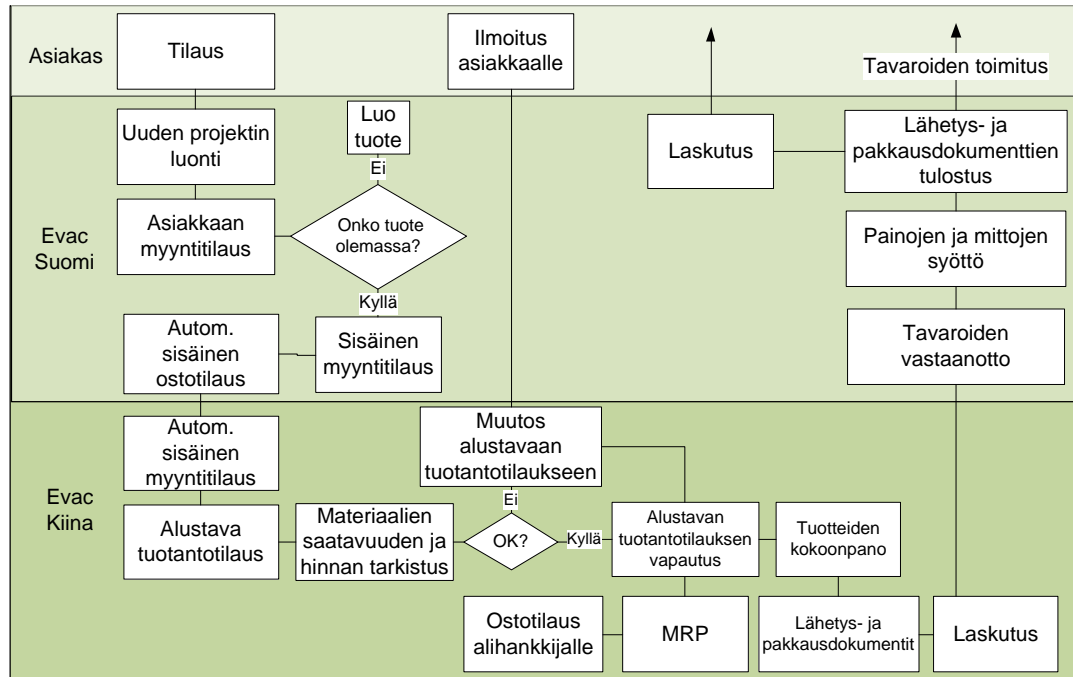 Asiakas
Tilaus
Ilmoitus
asiakkaalle
Tavaroiden toimitus
Evac
Suomi
Uuden projektin
luonti
Luo
tuote
Ei
Asiakkaan
myyntitilaus
Onko tuote
olemassa?
Kyllä
Autom.
sisäinen
ostotilaus
Sisäinen
myyntitilaus
Laskutus
Lähetys- ja
pakkausdokumenttien
tulostus
Painojen ja mittojen
syöttö
Tavaroiden
vastaanotto
Evac
Kiina
Autom.
sisäinen
myyntitilaus
Muutos
alustavaan
tuotantotilaukseen
Ei
Alustava
tuotantotilaus
Materiaalien
saatavuuden ja
hinnan tarkistus
OK?
Kyllä
Alustavan
tuotantotilauksen
vapautus
Tuotteiden
kokoonpano
Ostotilaus
alihankkijalle
MRP
Lähetys- ja
pakkausdokumentit
Laskutus